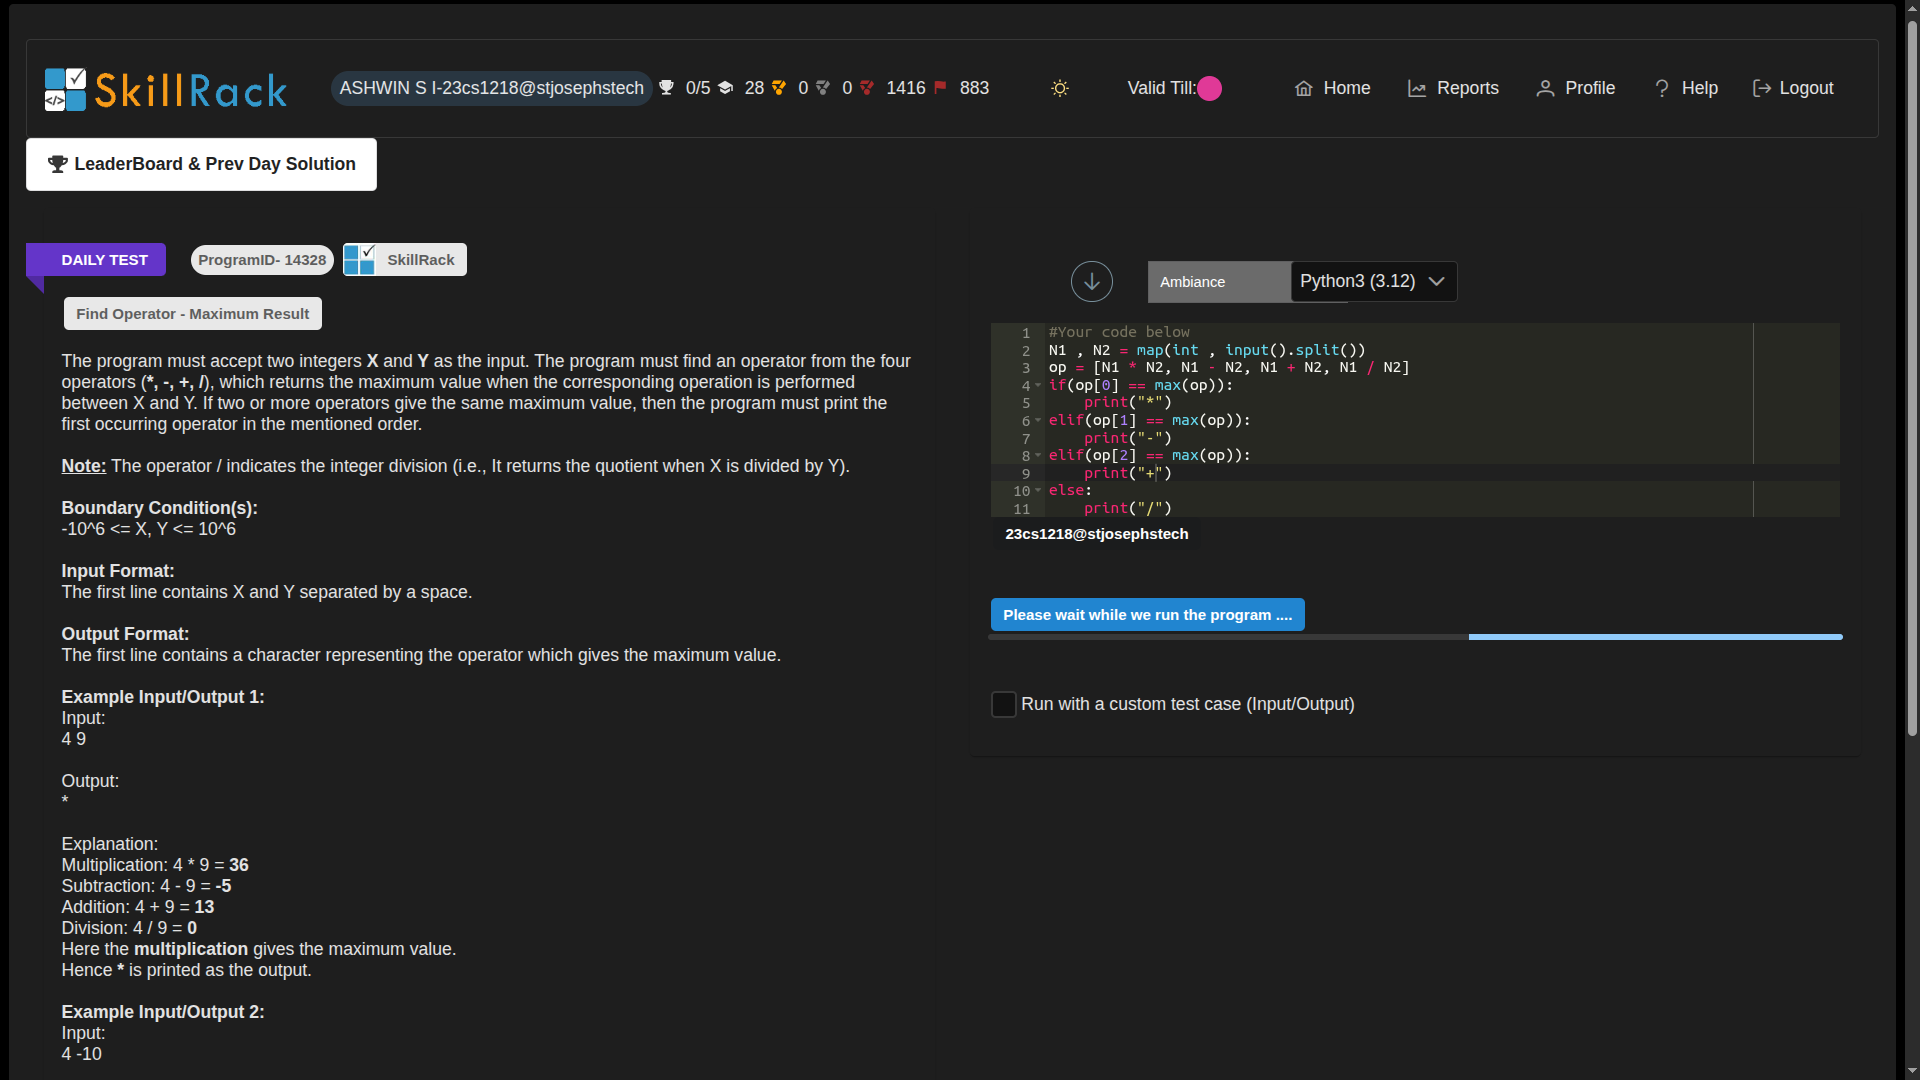 SkillRack
ASHWIN S I-23cs1218@stjosephstech 0/5 28 0 0 1416 883
Valid Till:
Home Reports Profile Help Logout
LeaderBoard & Prev Day Solution
DAILY TEST ProgramID- 14328 SkillRack
Find Operator - Maximum Result
The program must accept two integers X and Y as the input. The program must find an operator from the four
operators (*, -, +, /), which returns the maximum value when the corresponding operation is performed
between X and Y. If two or more operators give the same maximum value, then the program must print the
first occurring operator in the mentioned order.
Note: The operator / indicates the integer division (i.e., It returns the quotient when X is divided by Y).
Boundary Condition(s):
-10^6 <= X, Y <= 10^6
Input Format:
The first line contains X and Y separated by a space.
Output Format:
The first line contains a character representing the operator which gives the maximum value.
Example Input/Output 1:
Input:
4 9
Output:
*
Explanation:
Multiplication: 4 * 9 = 36
Subtraction: 4 - 9 = -5
Addition: 4 + 9 = 13
Division: 4 / 9 = 0
Here the multiplication gives the maximum value.
Hence * is printed as the output.
Example Input/Output 2:
Input:
4 -10
Ambiance Python3 (3.12)
1 #Your code below
2 N1 , N2 = map(int , input().split())
3 op = [N1 * N2, N1 - N2, N1 + N2, N1 / N2]
4 if(op[0] == max(op)):
5     print("*")
6 elif(op[1] == max(op)):
7     print("-")
8 elif(op[2] == max(op)):
9     print("+")
10 else:
11     print("/")
23cs1218@stjosephstech
Please wait while we run the program ....
Run with a custom test case (Input/Output)